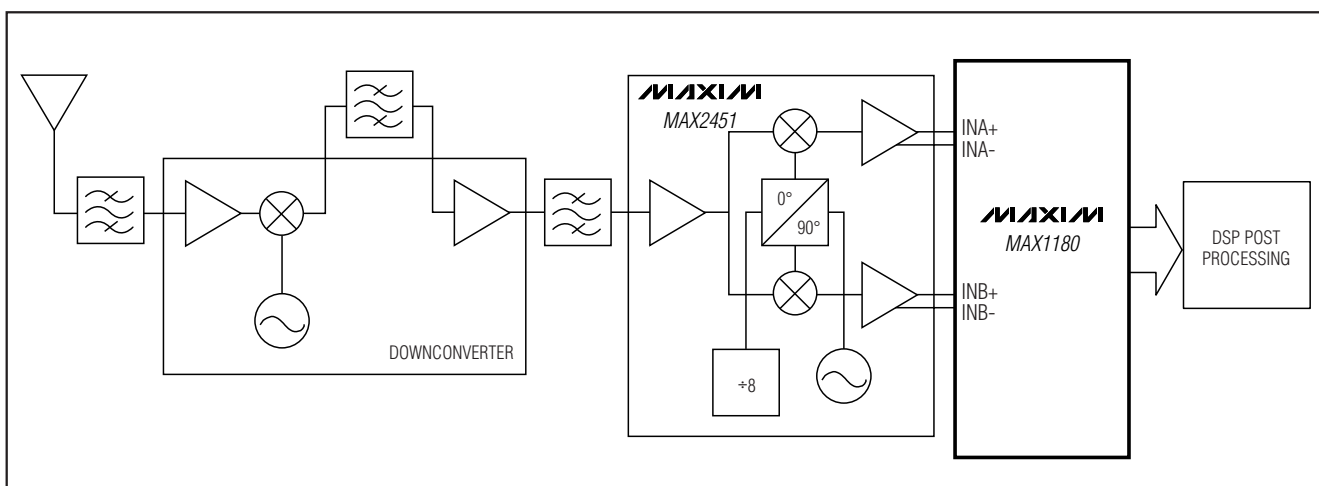 DOWNCONVERTER
MAXIM
MAX2451
0°
90°
÷8
INA+
INA-
MAXIM
MAX1180
INB+
INB-
DSP POST
PROCESSING